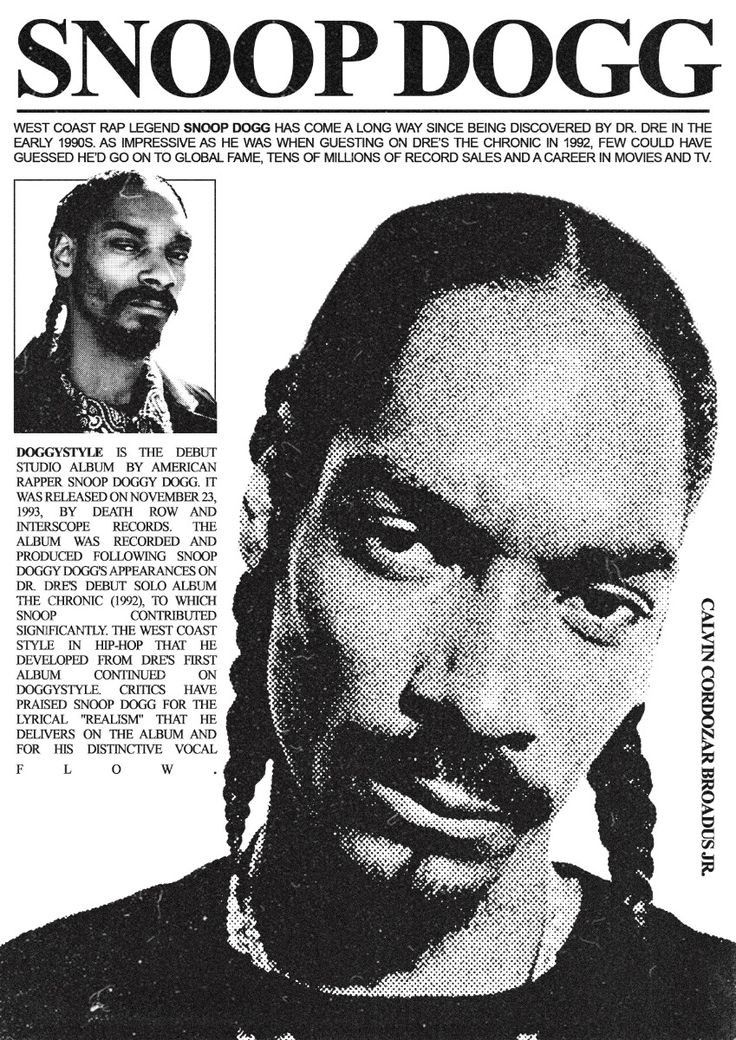 SNOOP DOGG
WEST COAST RAP LEGEND SNOOP DOGG HAS COME A LONG WAY SINCE BEING DISCOVERED BY DR. DRE IN THE
EARLY 1990S. AS IMPRESSIVE AS HE WAS WHEN GUESTING ON DRE'S THE CHRONIC IN 1992, FEW COULD HAVE
GUESSED HE'D GO ON TO GLOBAL FAME, TENS OF MILLIONS OF RECORD SALES AND A CAREER IN MOVIES AND TV.
DOGGYSTYLE IS THE DEBUT
STUDIO ALBUM BY AMERICAN
RAPPER SNOOP DOGGY DOGG. IT
WAS RELEASED ON NOVEMBER 23,
1993, BY DEATH ROW AND
INTERSCOPE RECORDS. THE
ALBUM WAS RECORDED AND
PRODUCED FOLLOWING SNOOP
DOGGY DOGG'S APPEARANCES ON
DR. DRE'S DEBUT SOLO ALBUM
THE CHRONIC (1992), TO WHICH
SNOOP CONTRIBUTED
SIGNIFICANTLY. THE WEST COAST
STYLE IN HIP-HOP THAT HE
DEVELOPED FROM DRE'S FIRST
ALBUM CONTINUED ON
DOGGYSTYLE. CRITICS HAVE
PRAISED SNOOP DOGG FOR THE
LYRICAL "REALISM" THAT HE
DELIVERS ON THE ALBUM AND
FOR HIS DISTINCTIVE VOCAL
F L O W .
CALVIN CORDOZAR BROADUS JR.